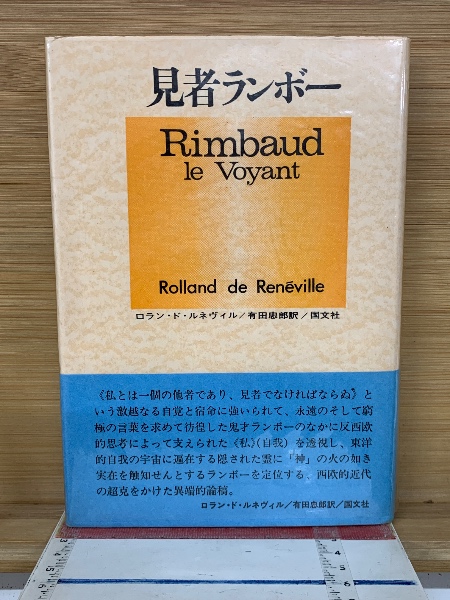 見者ランボー
Rimbaud
le Voyant
Rolland de Renéville
ロラン・ド・ルネヴィル／有田忠郎訳／国文社
《私とは一個の他者であり、見者でなければならぬ》と
いう激越なる自覚と宿命に強いられて、永遠のそして窮
極の言葉を求めて彷徨した鬼才ランボーのなかに反西欧
的思考によって支えられた〈私〉(自我)を透視し、東洋
的自我の宇宙に遍在する隠された霊に「神」の火の如き
実在を触知せんとするランボーを定位する、西欧的近代
の超克をかけた異端的論稿。
ロラン・ド・ルネヴィル／有田忠郎訳／国文社
3
4
5
6